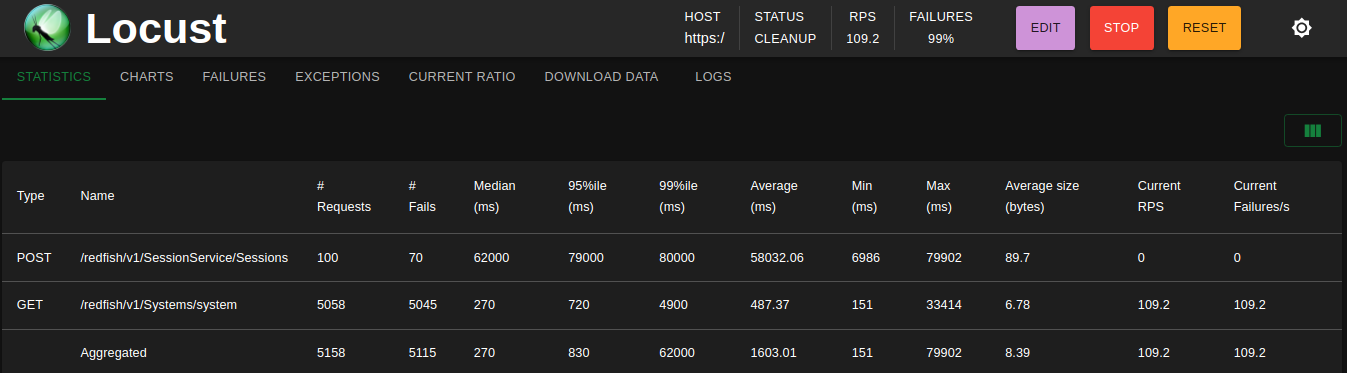 Locust
HOST
https:/
STATUS
CLEANUP
RPS
109.2
FAILURES
99%
EDIT
STOP
RESET
STATISTICS CHARTS FAILURES EXCEPTIONS CURRENT RATIO DOWNLOAD DATA LOGS
Type Name # Requests # Fails Median (ms) 95%ile (ms) 99%ile (ms) Average (ms) Min (ms) Max (ms) Average size (bytes) Current RPS Current Failures/s
POST /redfish/v1/SessionService/Sessions 100 70 62000 79000 80000 58032.06 6986 79902 89.7 0 0
GET /redfish/v1/Systems/system 5058 5045 270 720 4900 487.37 151 33414 6.78 109.2 109.2
Aggregated 5158 5115 270 830 62000 1603.01 151 79902 8.39 109.2 109.2